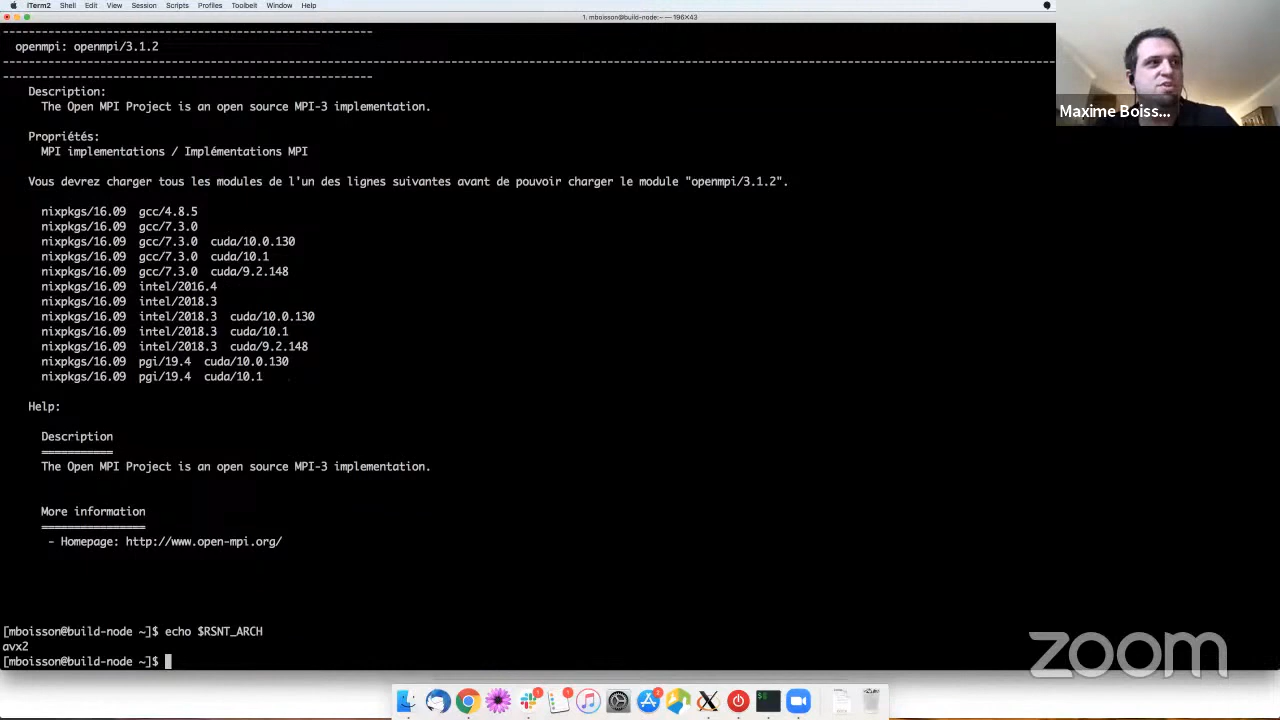 iTerm2 Shell Edit View Session Scripts Profiles Toolbelt Window Help
1. mboisson@build-node:~ — 196×43
---------------------------------------------------------
openmpi: openmpi/3.1.2
---------------------------------------------------------
Description:
The Open MPI Project is an open source MPI-3 implementation.
Propriétés:
MPI implementations / Implémentations MPI
Vous devrez charger tous les modules de l'un des lignes suivantes avant de pouvoir charger le module "openmpi/3.1.2".
nixpkgs/16.09 gcc/4.8.5
nixpkgs/16.09 gcc/7.3.0
nixpkgs/16.09 gcc/7.3.0 cuda/10.0.130
nixpkgs/16.09 gcc/7.3.0 cuda/10.1
nixpkgs/16.09 gcc/7.3.0 cuda/9.2.148
nixpkgs/16.09 intel/2016.4
nixpkgs/16.09 intel/2018.3
nixpkgs/16.09 intel/2018.3 cuda/10.0.130
nixpkgs/16.09 intel/2018.3 cuda/10.1
nixpkgs/16.09 intel/2018.3 cuda/9.2.148
nixpkgs/16.09 pgi/19.4 cuda/10.0.130
nixpkgs/16.09 pgi/19.4 cuda/10.1
Help:
Description
===========
The Open MPI Project is an open source MPI-3 implementation.
More information
================
- Homepage: http://www.open-mpi.org/
[mboisson@build-node ~]$ echo $RSNT_ARCH
avx2
[mboisson@build-node ~]$
Maxime Boiss...
zoom